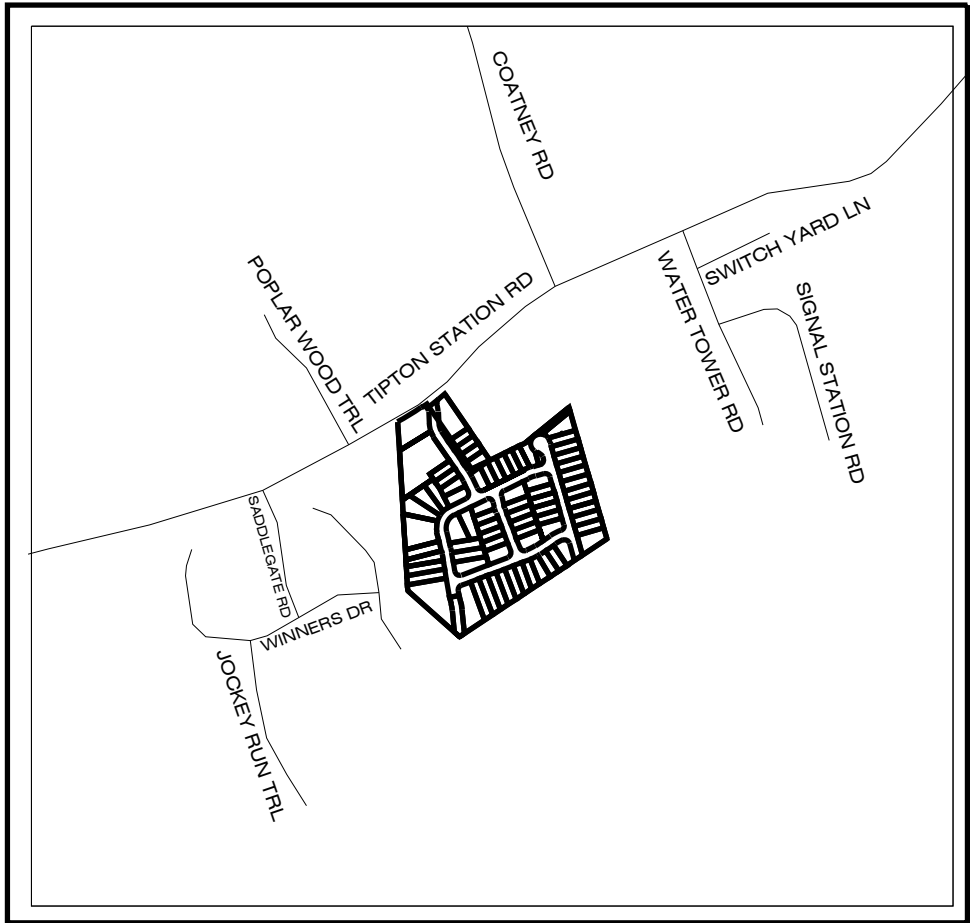 COATNEY RD
SWITCH YARD LN
POPLAR WOOD TRL
TIPTON STATION RD
WATER TOWER RD
SIGNAL STATION RD
SADDLEGATE RD
WINNERS DR
JOCKEY RUN TRL